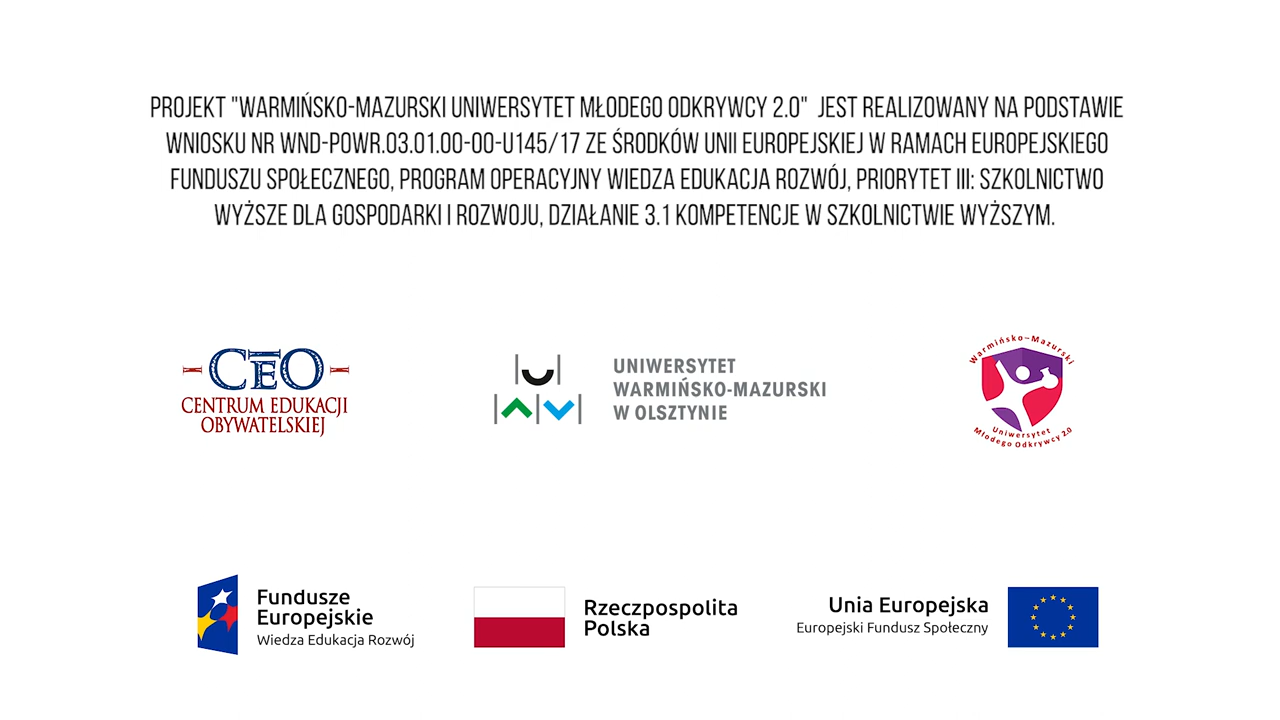 PROJEKT "WARMIŃSKO-MAZURSKI UNIWERSYTET MŁODEGO ODKRYWCY 2.0" JEST REALIZOWANY NA PODSTAWIE
WNIOSKU NR WND-POWR.03.01.00-00-U145/17 ZE ŚRODKÓW UNII EUROPEJSKIEJ W RAMACH EUROPEJSKIEGO
FUNDUSZU SPOŁECZNEGO, PROGRAM OPERACYJNY WIEDZA EDUKACJA ROZWÓJ, PRIORYTET III: SZKOLNICTWO
WYŻSZE DLA GOSPODARKI I ROZWOJU, DZIAŁANIE 3.1 KOMPETENCJE W SZKOLNICTWIE WYŻSZYM.
CEO
CENTRUM EDUKACJI
OBYWATELSKIEJ
UNIWERSYTET
WARMIŃSKO-MAZURSKI
W OLSZTYNIE
Warmińsko-Mazurski
Uniwersytet
Młodego Odkrywcy 2.0
Fundusze
Europejskie
Wiedza Edukacja Rozwój
Rzeczpospolita
Polska
Unia Europejska
Europejski Fundusz Społeczny